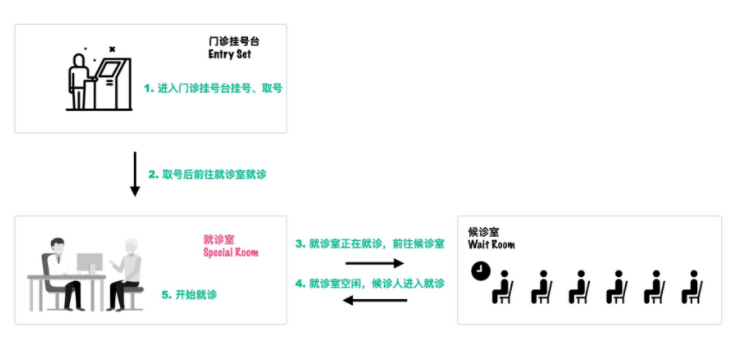 门诊挂号台
Entry Set
1. 进入门诊挂号台挂号、取号
2. 取号后前往就诊室就诊
就诊室
Special Room
5. 开始就诊
3. 就诊室正在就诊，前往候诊室
4. 就诊室空闲，候诊人进入就诊
候诊室
Wait Room